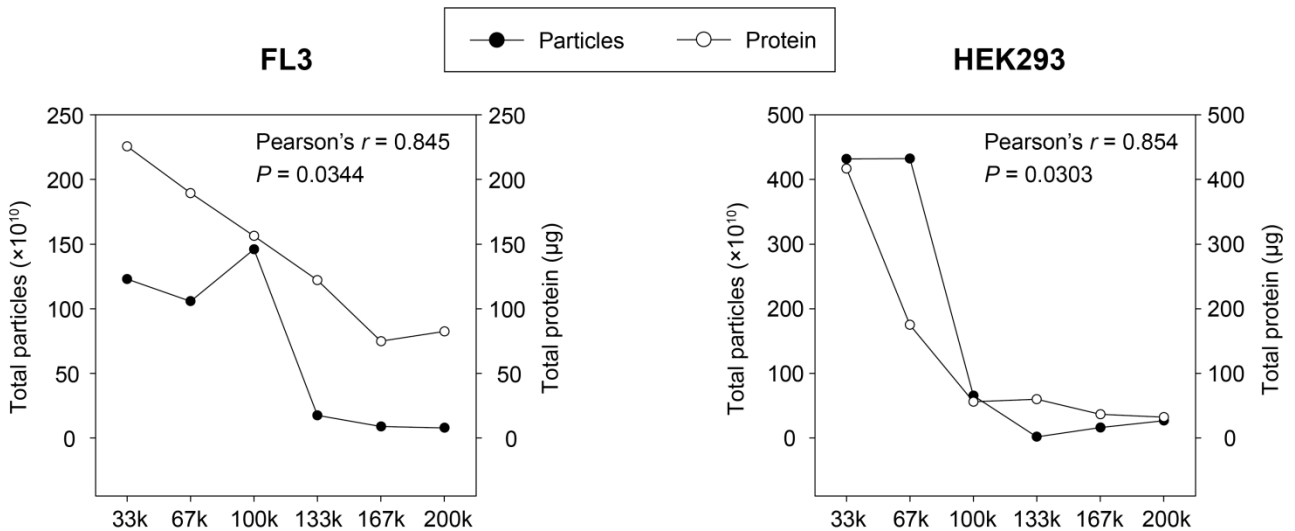 Particles
Protein
FL3
HEK293
Pearson's r = 0.845
P = 0.0344
Total particles (×10¹⁰)
250
200
150
100
50
0
250
200
150
100
50
0
Total protein (µg)
33k 67k 100k 133k 167k 200k
Pearson's r = 0.854
P = 0.0303
Total particles (×10¹⁰)
500
400
300
200
100
0
500
400
300
200
100
0
Total protein (µg)
33k 67k 100k 133k 167k 200k